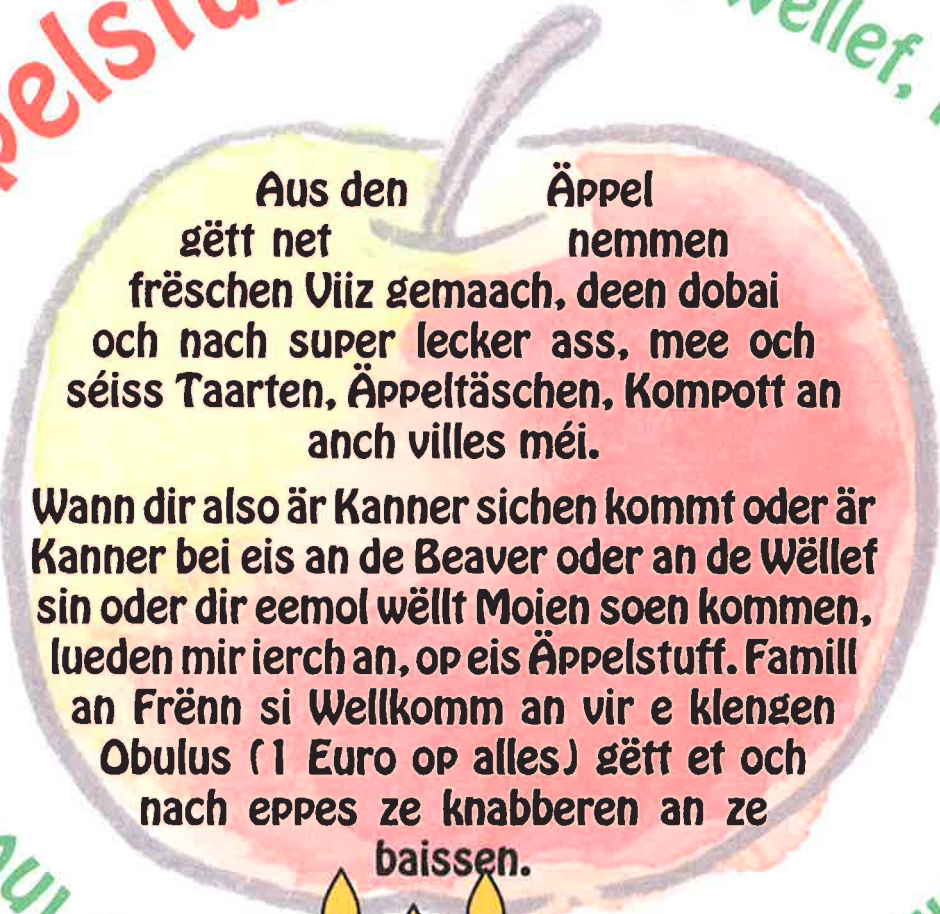 Wëllef,
Aus den Äppel
gëtt net nemmen
frëschen Viiz gemaach, deen dobai
och nach super lecker ass, mee och
séiss Taarten, Äppeltäschen, Kompott an
anch villes méi.
Wann dir also är Kanner sichen kommt oder är
Kanner bei eis an de Beaver oder an de Wëllef
sin oder dir eemol wëllt Moien soen kommen,
lueden mir ierch an, op eis Äppelstuff. Famill
an Frënn si Wellkomm an vir e klengen
Obulus (1 Euro op alles) gëtt et och
nach eppes ze knabberen an ze
baissen.